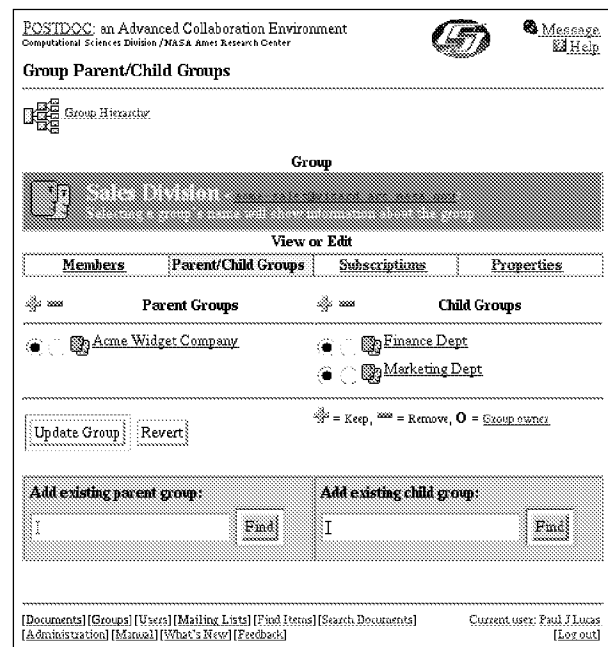 POSTDOC: an Advanced Collaboration Environment
Computational Sciences Division / NASA Ames Research Center
Message
Help
Group Parent/Child Groups
Group Hierarchy
Group
Sales Division -
Selecting a group's name will show information about the group
View or Edit
Members Parent/Child Groups Subscriptions Properties
Parent Groups Child Groups
Acme Widget Company
Finance Dept
Marketing Dept
= Keep, = Remove, O = Group owner
Update Group Revert
Add existing parent group: Add existing child group:
Find Find
[Documents] [Groups] [Users] [Mailing Lists] [Find Items] [Search Documents] Current user: Paul J Lucas
[Administration] [Manual] [What's New] [Feedback] [Log out]